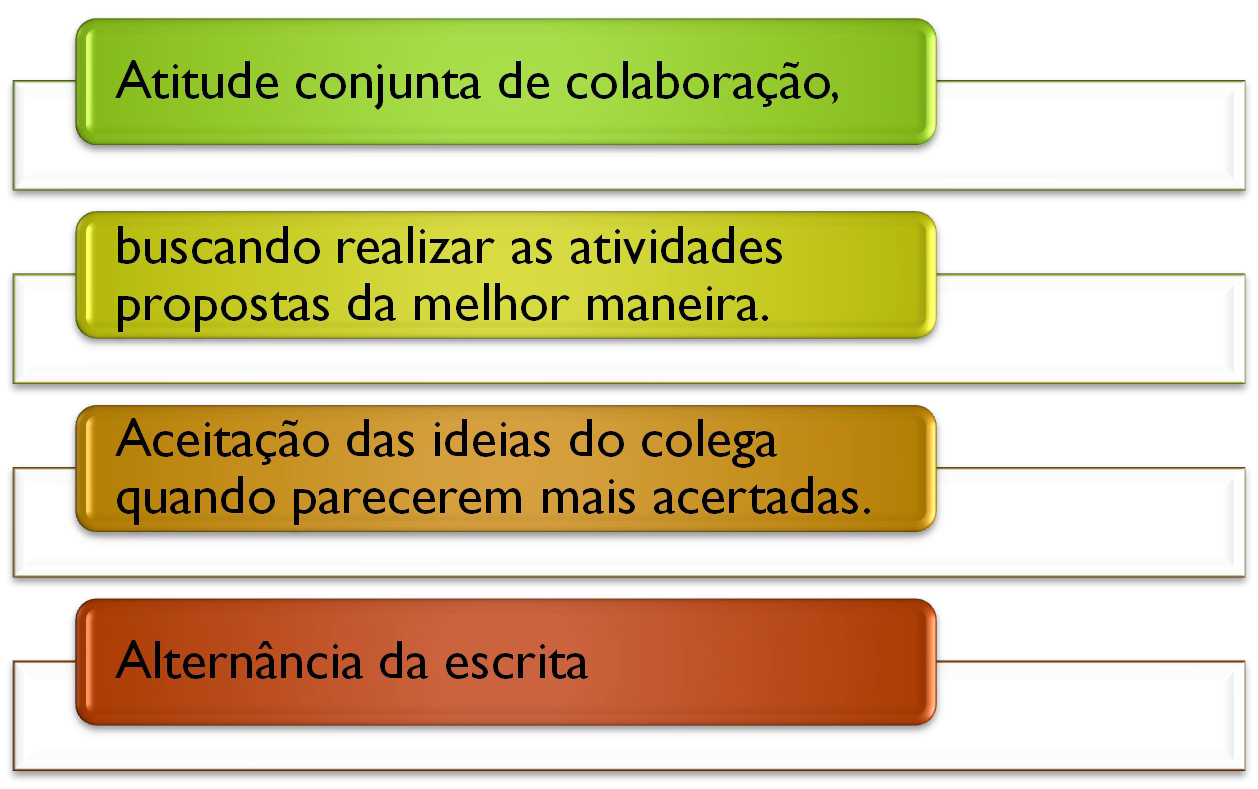 Atitude conjunta de colaboração,
buscando realizar as atividades
propostas da melhor maneira.
Aceitação das ideias do colega
quando parecerem mais acertadas.
Alternância da escrita